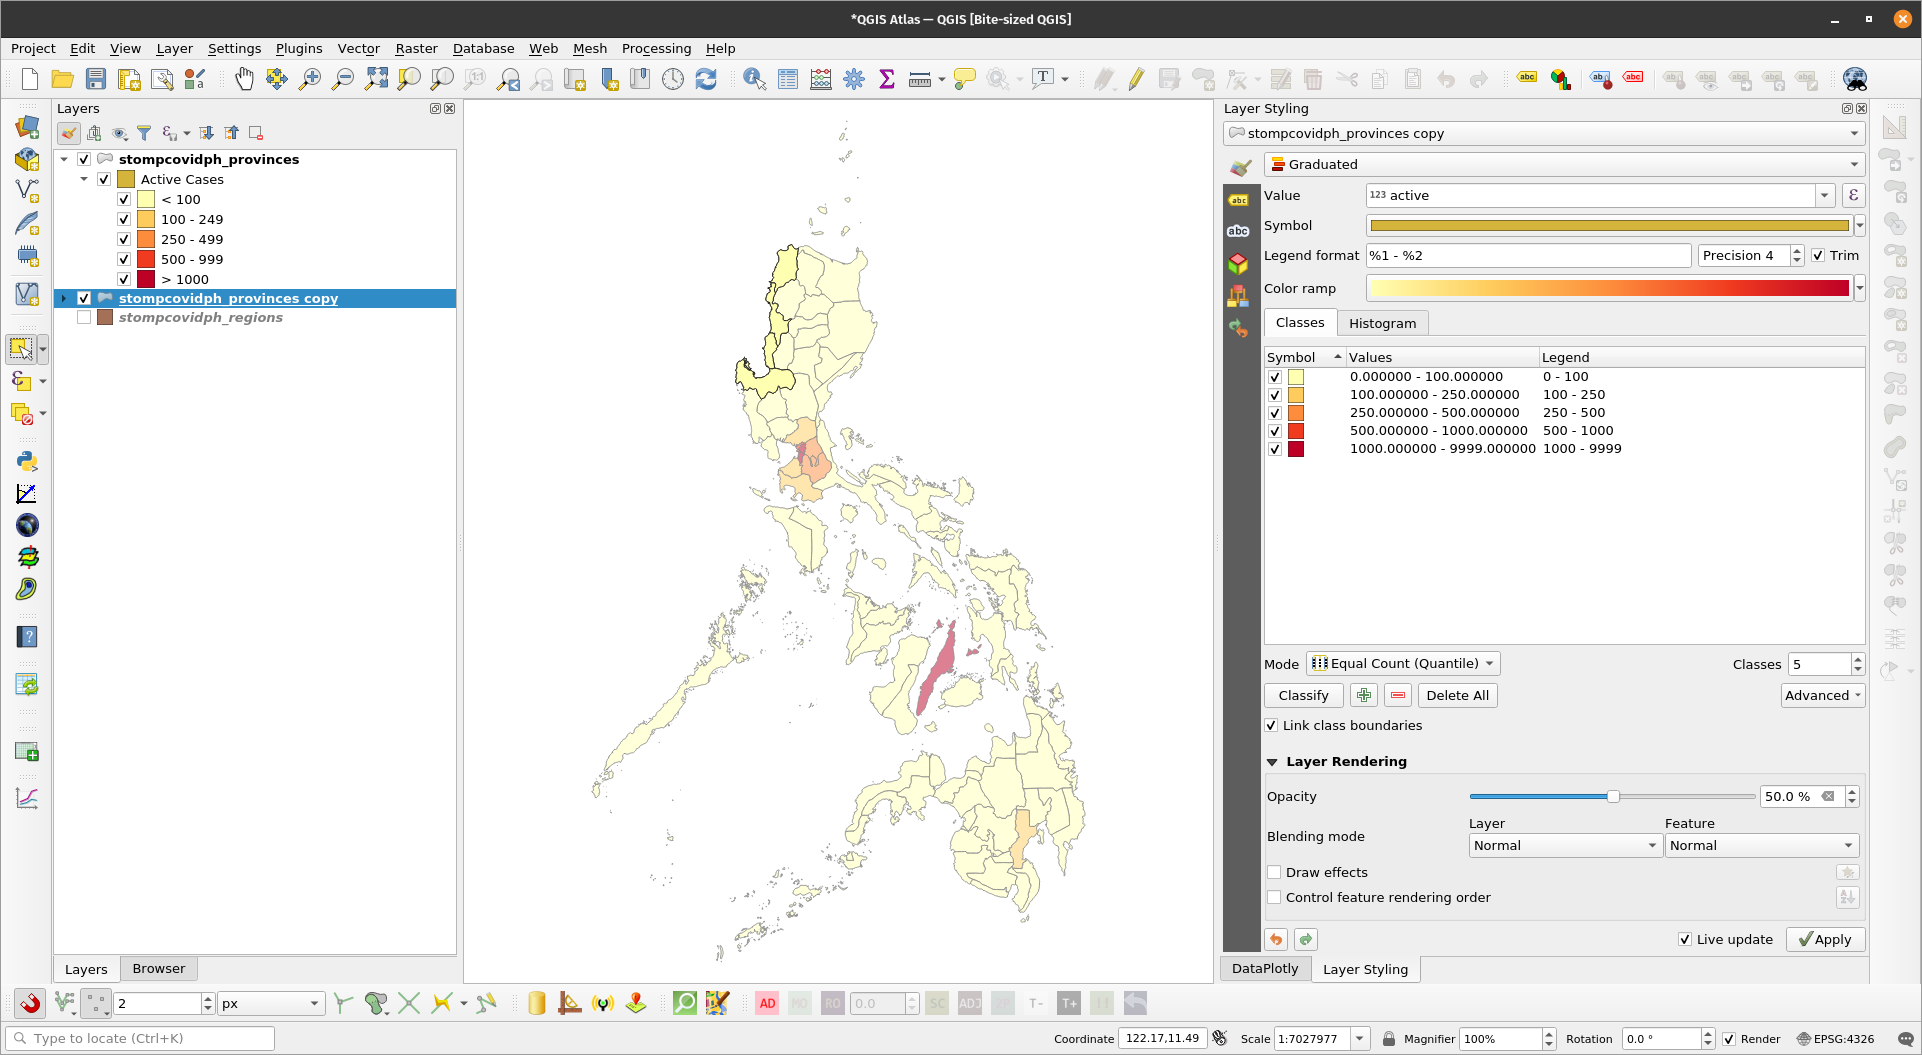 *QGIS Atlas — QGIS [Bite-sized QGIS]
Project Edit View Layer Settings Plugins Vector Raster Database Web Mesh Processing Help
Layers
stompcovidph_provinces
Active Cases
< 100
100 - 249
250 - 499
500 - 999
> 1000
stompcovidph_provinces copy
stompcovidph_regions
Layers Browser
Layer Styling
stompcovidph_provinces copy
Graduated
Value 123 active ε
Symbol
Legend format %1 - %2 Precision 4 Trim
Color ramp
Classes Histogram
Symbol Values Legend
0.000000 - 100.000000 0 - 100
100.000000 - 250.000000 100 - 250
250.000000 - 500.000000 250 - 500
500.000000 - 1000.000000 500 - 1000
1000.000000 - 9999.000000 1000 - 9999
Mode Equal Count (Quantile) Classes 5
Classify Delete All Advanced
Link class boundaries
Layer Rendering
Opacity 50.0 %
Layer Feature
Blending mode Normal Normal
Draw effects
Control feature rendering order
Live update Apply
DataPlotly Layer Styling
2 px AD MO RO 0.0 SC ADJ T- T+
Type to locate (Ctrl+K) Coordinate 122.17,11.49 Scale 1:7027977 Magnifier 100% Rotation 0.0 ° Render EPSG:4326